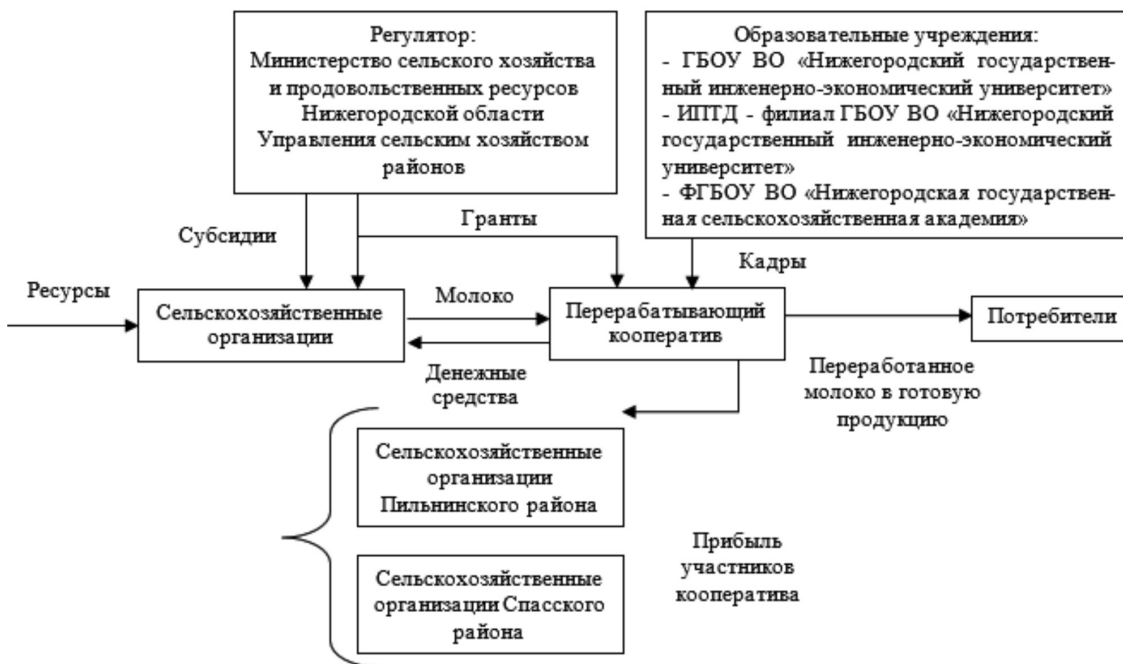 Регулятор:
Министерство сельского хозяйства
и продовольственных ресурсов
Нижегородской области
Управления сельским хозяйством
районов
Образовательные учреждения:
- ГБОУ ВО «Нижегородский государствен-
ный инженерно-экономический университет»
- ИПТД - филиал ГБОУ ВО «Нижегородский
государственный инженерно-экономический
университет»
- ФГБОУ ВО «Нижегородская государствен-
ная сельскохозяйственная академия»
Субсидии
Гранты
Кадры
Ресурсы
Сельскохозяйственные
организации
Молоко
Перерабатывающий
кооператив
Потребители
Денежные
средства
Переработанное
молоко в готовую
продукцию
Сельскохозяйственные
организации
Пильнинского района
Сельскохозяйственные
организации Спасского
района
Прибыль
участников
кооператива